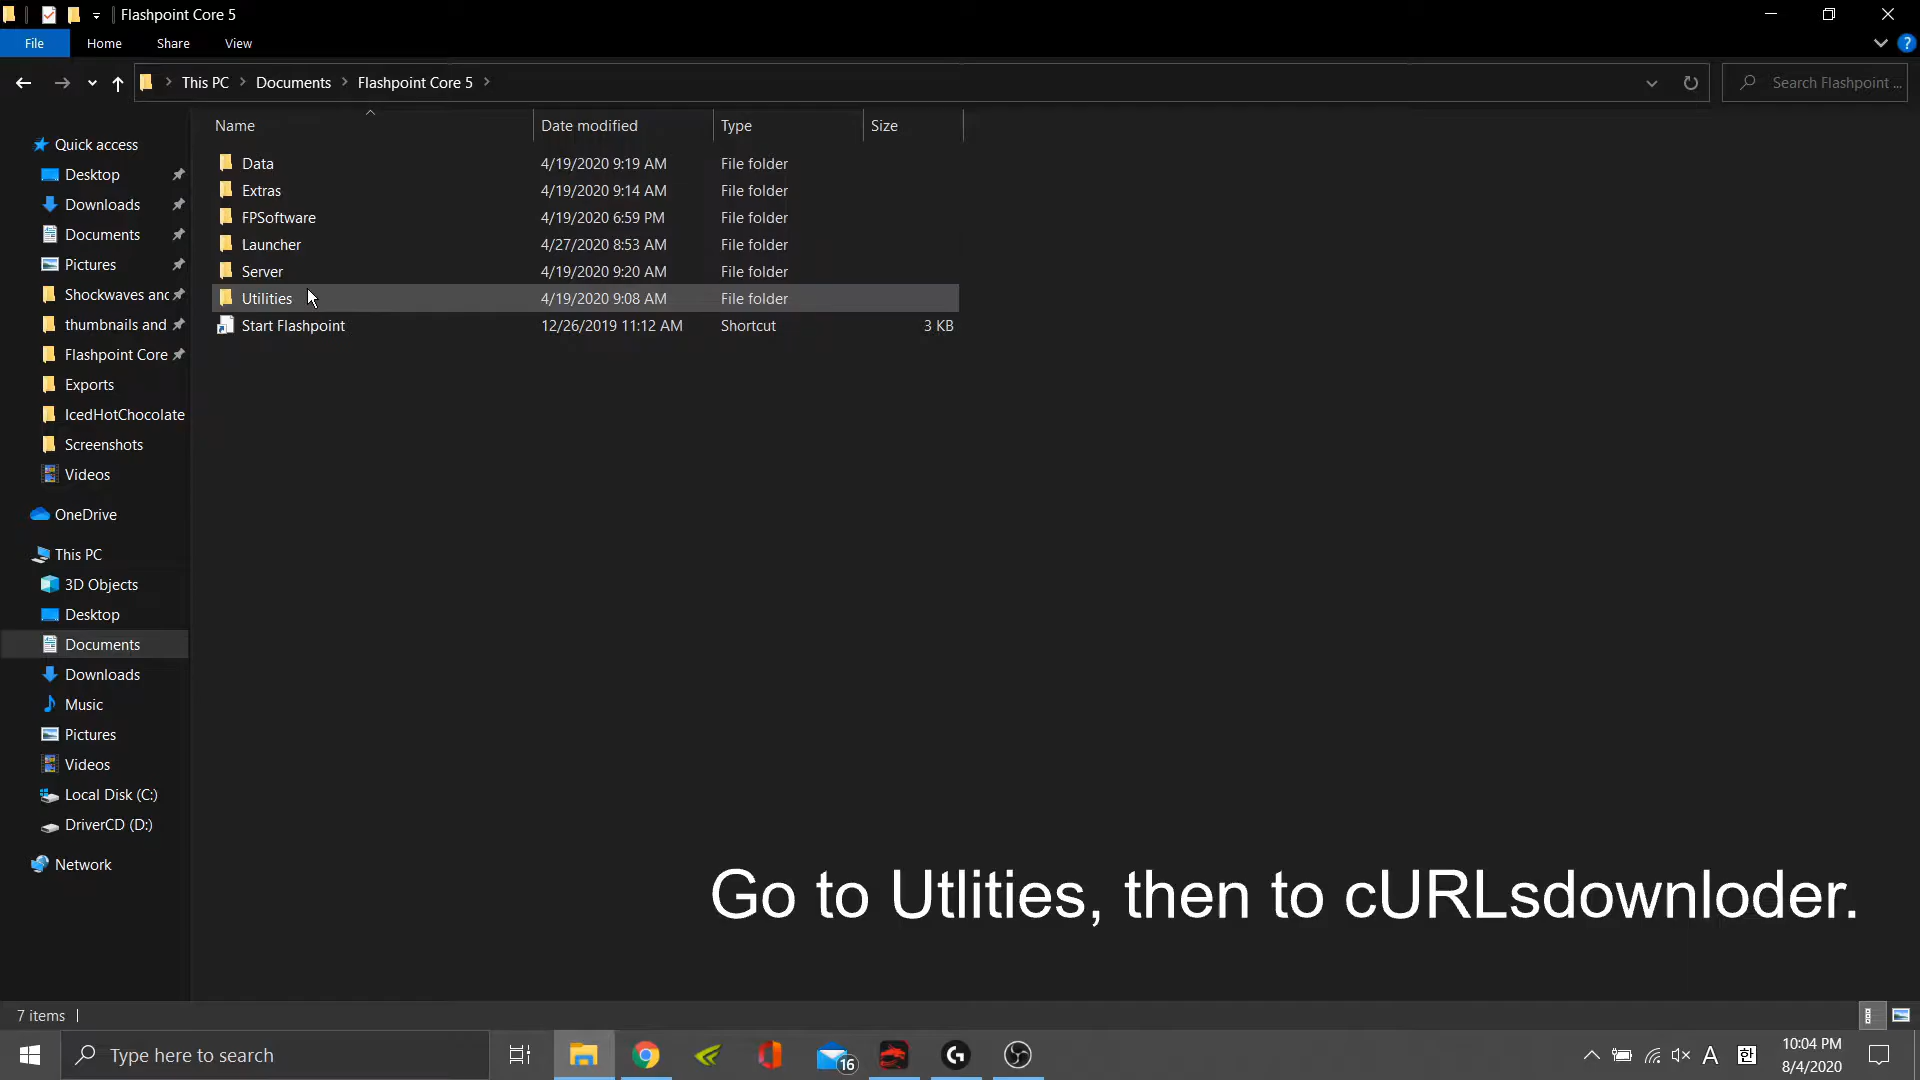 Flashpoint Core 5
File Home Share View
This PC Documents Flashpoint Core 5 Search Flashpoint ...
Name Date modified Type Size
Data 4/19/2020 9:19 AM File folder
Extras 4/19/2020 9:14 AM File folder
FPSoftware 4/19/2020 6:59 PM File folder
Launcher 4/27/2020 8:53 AM File folder
Server 4/19/2020 9:20 AM File folder
Utilities 4/19/2020 9:08 AM File folder
Start Flashpoint 12/26/2019 11:12 AM Shortcut 3 KB
Quick access
Desktop
Downloads
Documents
Pictures
Shockwaves anc
thumbnails and
Flashpoint Core
Exports
IcedHotChocolate
Screenshots
Videos
OneDrive
This PC
3D Objects
Desktop
Documents
Downloads
Music
Pictures
Videos
Local Disk (C:)
DriverCD (D:)
Network
Go to Utlities, then to cURLsdownloder.
7 items
Type here to search
16
A 한
10:04 PM
8/4/2020